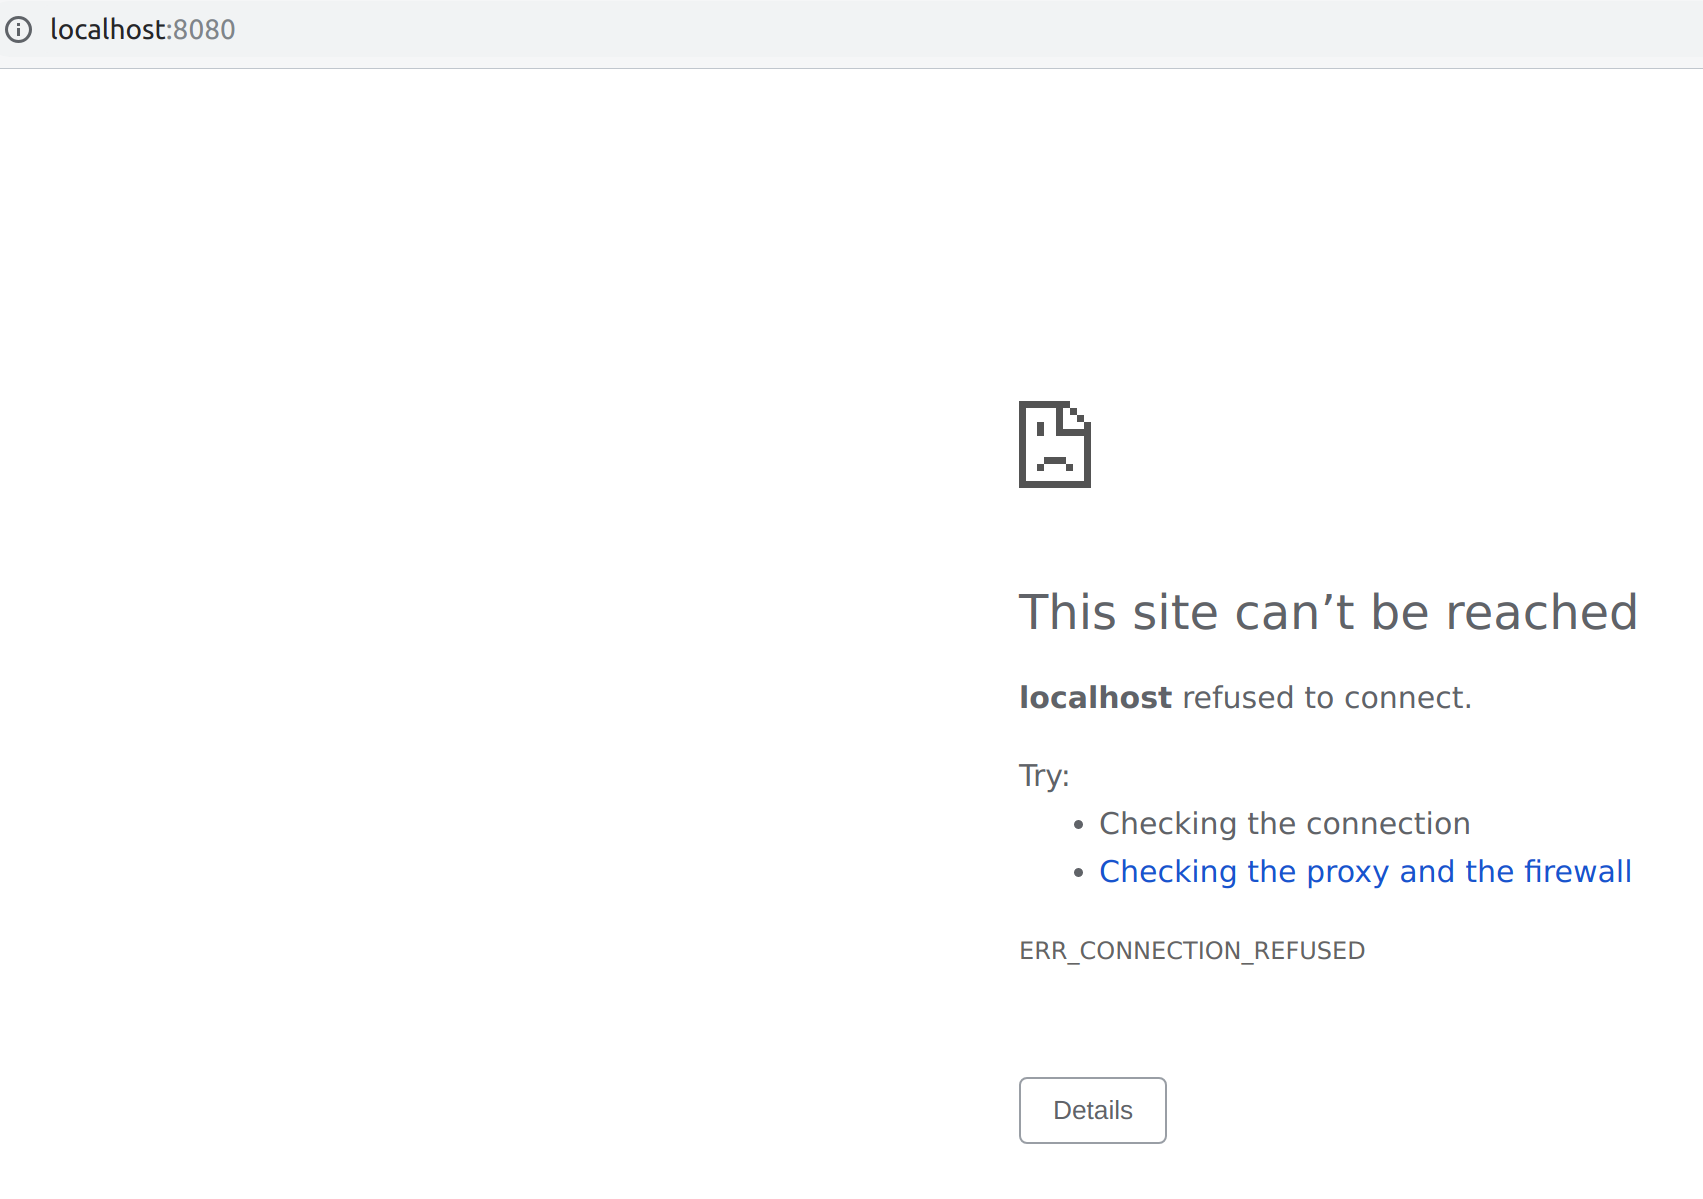 localhost:8080
This site can’t be reached
localhost refused to connect.
Try:
• Checking the connection
• Checking the proxy and the firewall
ERR_CONNECTION_REFUSED
Details